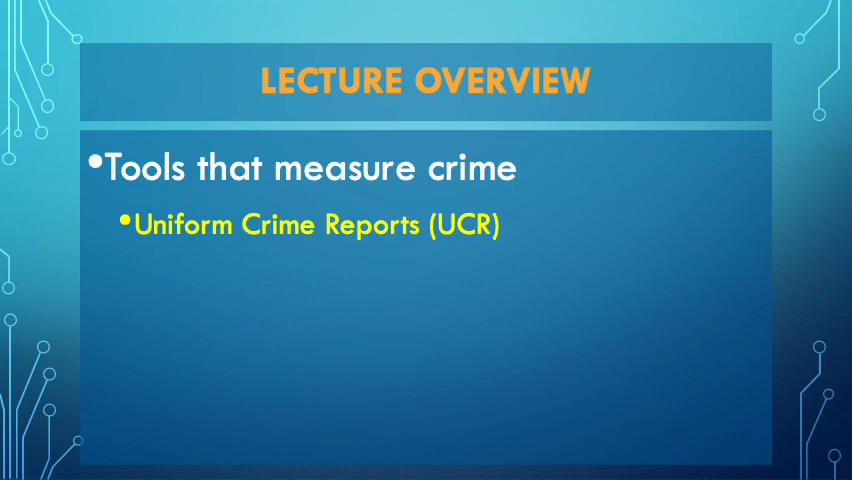 LECTURE OVERVIEW
•Tools that measure crime
•Uniform Crime Reports (UCR)